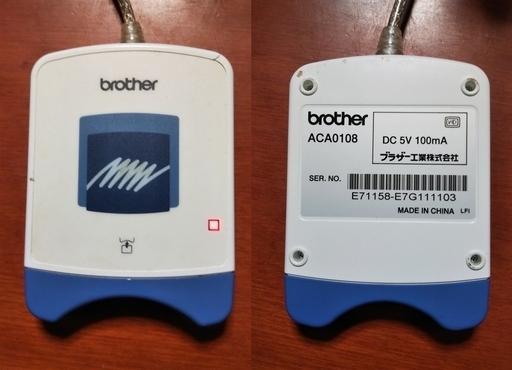 brother
brother
ACA0108
DC 5V 100mA
ブラザー工業株式会社
SER. NO.
E71158-E7G111103
MADE IN CHINA LFI